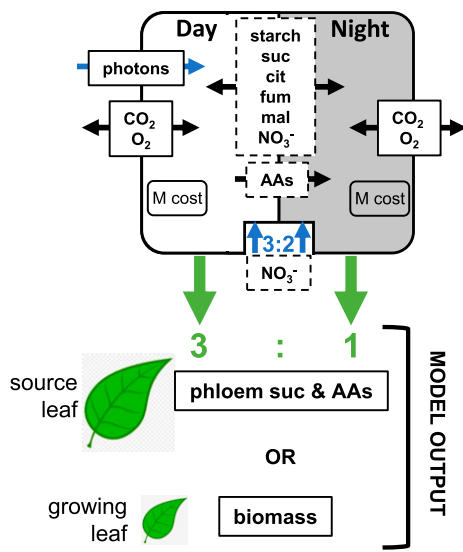 Day
Night
photons
starch
suc
cit
fum
mal
NO₃⁻
CO₂
O₂
CO₂
O₂
AAs
M cost
M cost
3:2
NO₃⁻
3 : 1
source
leaf
phloem suc & AAs
OR
growing
leaf
biomass
MODEL OUTPUT